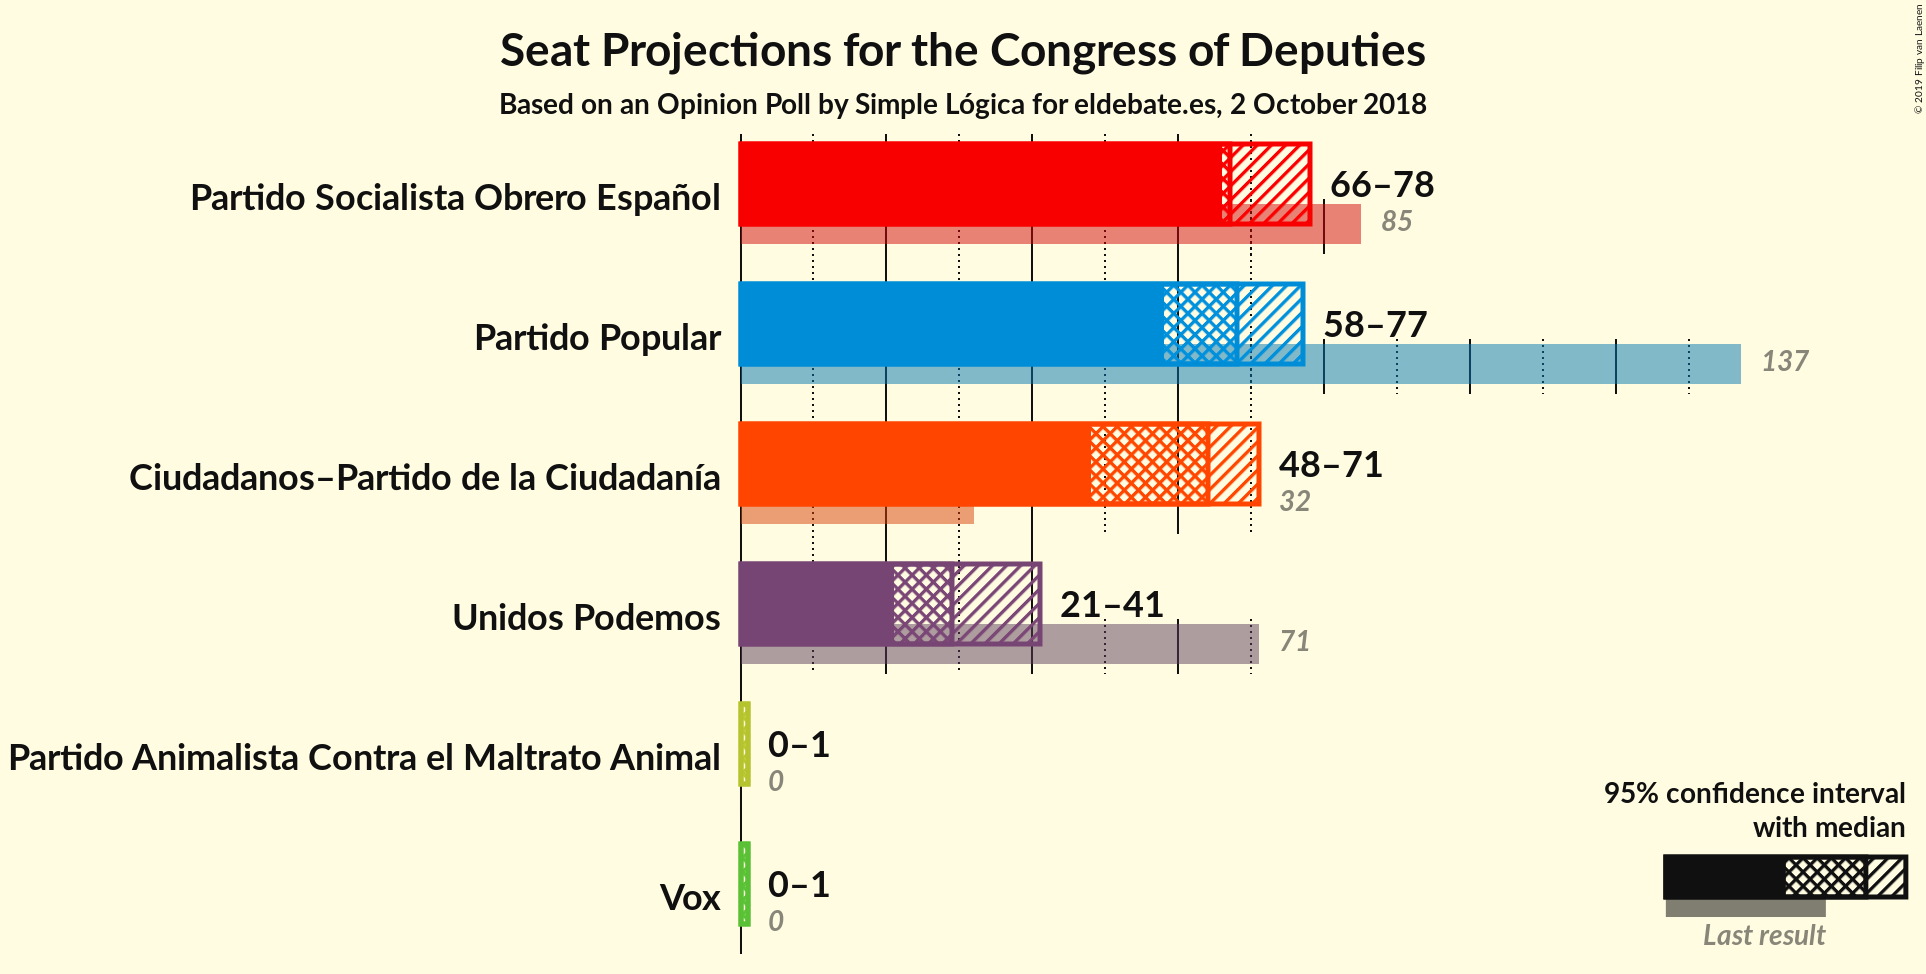 Seat Projections for the Congress of Deputies
Based on an Opinion Poll by Simple Lógica for eldebate.es, 2 October 2018
© 2019 Filip van Laenen
Partido Socialista Obrero Español
66–78
85
Partido Popular
58–77
137
Ciudadanos–Partido de la Ciudadanía
48–71
32
Unidos Podemos
21–41
71
Partido Animalista Contra el Maltrato Animal
0–1
0
Vox
0–1
0
95% confidence interval
with median
Last result